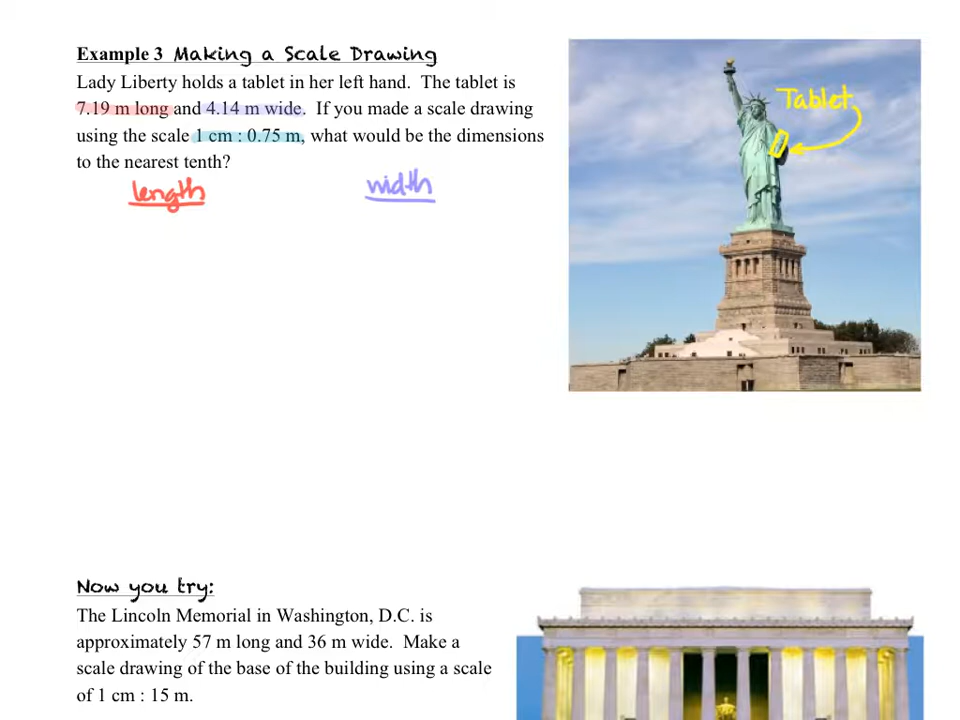 Example 3 Making a Scale Drawing
Lady Liberty holds a tablet in her left hand. The tablet is
7.19 m long and 4.14 m wide. If you made a scale drawing
using the scale 1 cm : 0.75 m, what would be the dimensions
to the nearest tenth?
length width
Tablet
Now you try:
The Lincoln Memorial in Washington, D.C. is
approximately 57 m long and 36 m wide. Make a
scale drawing of the base of the building using a scale
of 1 cm : 15 m.